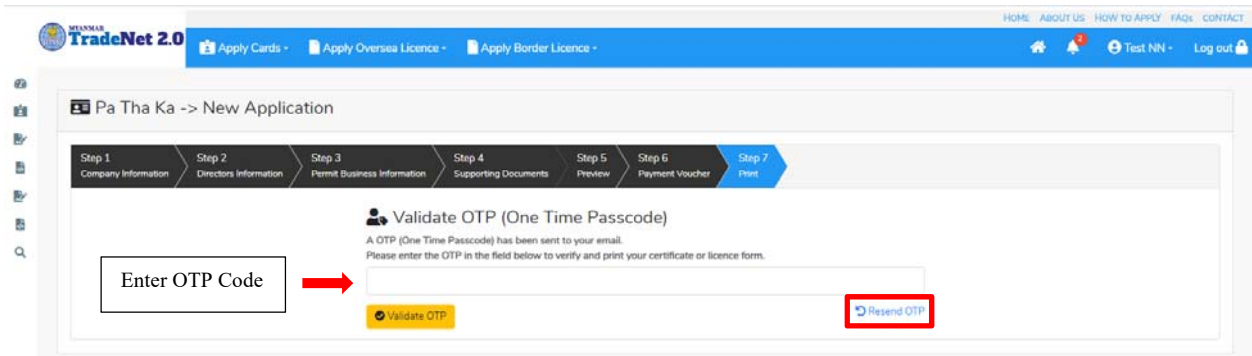 HOME ABOUT US HOW TO APPLY FAQs CONTACT
MYANMAR
TradeNet 2.0
Apply Cards
Apply Oversea Licence
Apply Border Licence
2
Test NN
Log out
Pa Tha Ka -> New Application
Step 1 Step 2 Step 3 Step 4 Step 5 Step 6 Step 7
Company Information Directors Information Permit Business Information Supporting Documents Preview Payment Voucher Print
Validate OTP (One Time Passcode)
A OTP (One Time Passcode) has been sent to your email.
Please enter the OTP in the field below to verify and print your certificate or licence form.
Enter OTP Code
Validate OTP
Resend OTP